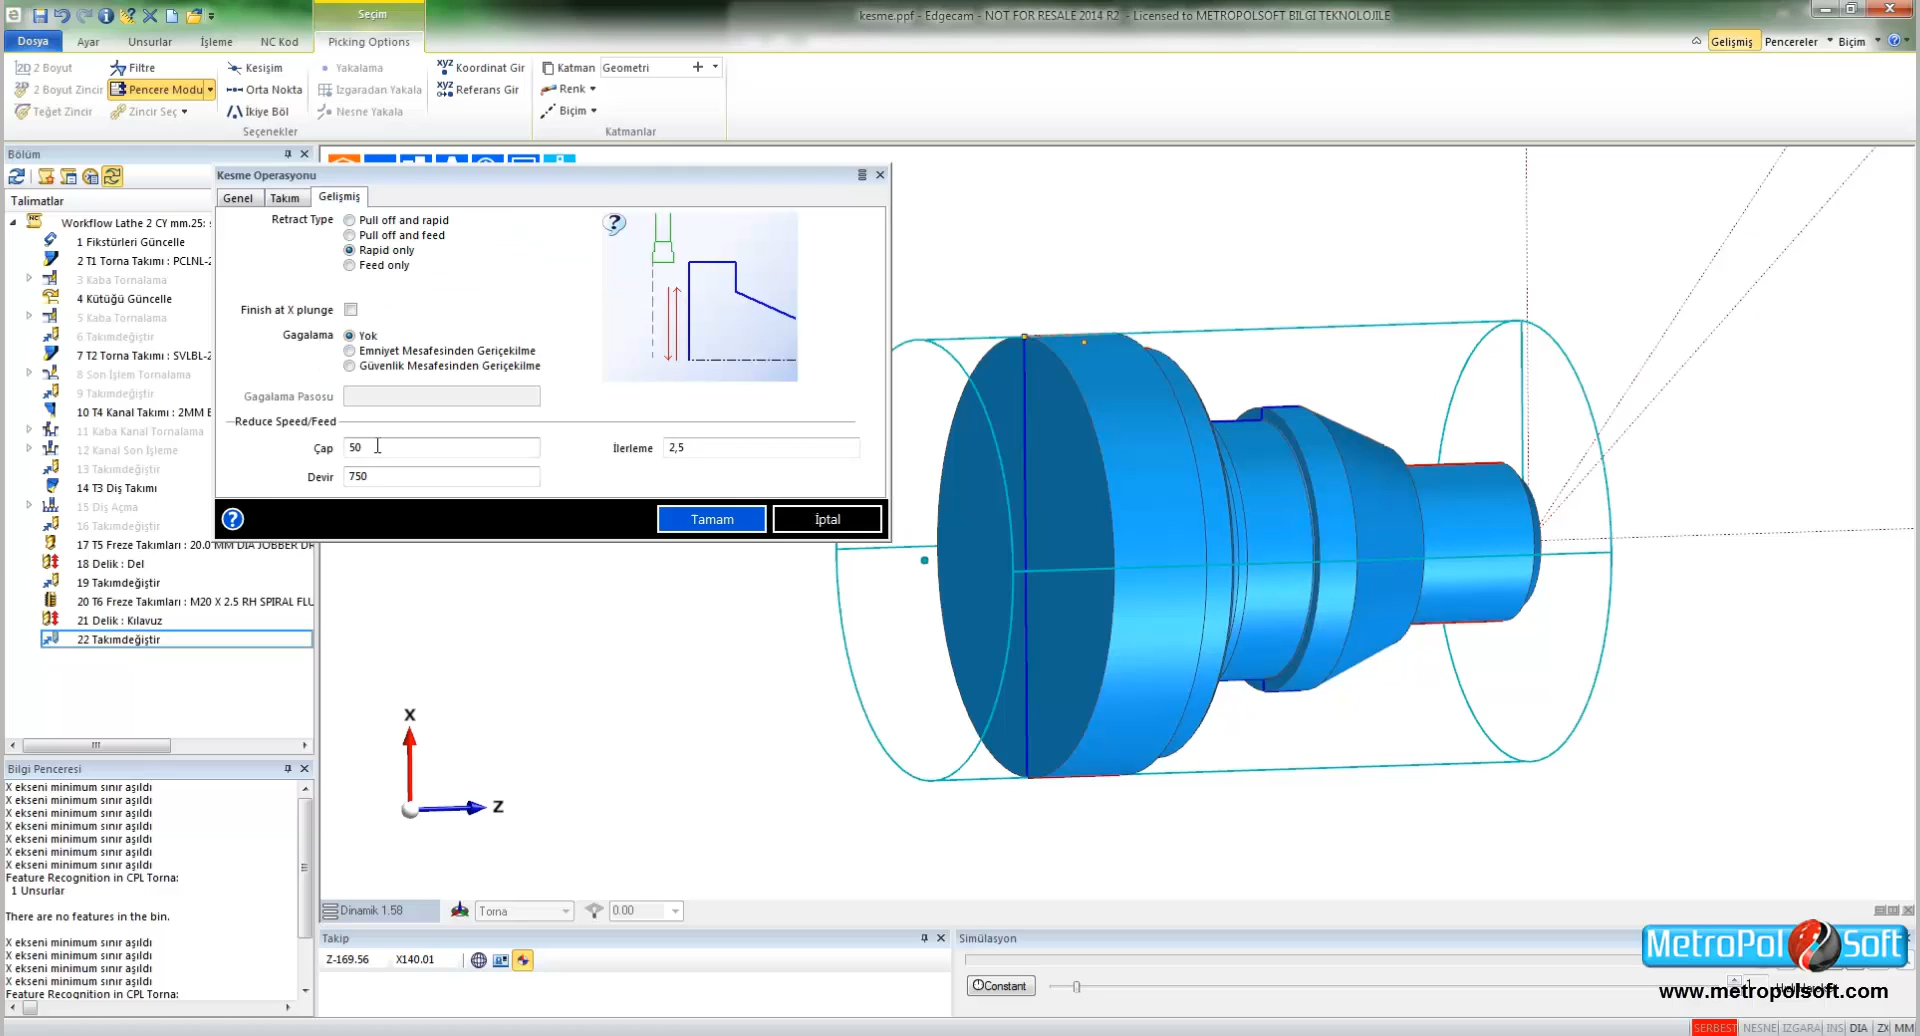 Seçim
kesme.ppf - Edgecam - NOT FOR RESALE 2014 R2 - Licensed to METROPOLSOFT BILGI TEKNOLOJILE
Dosya Ayar Unsurlar İşleme NC Kod Picking Options
Gelişmiş Pencereler Biçim
2 Boyut Filtre Kesişim Yakalama Koordinat Gir Katman Geometri
2 Boyut Zincir Pencere Modu Orta Nokta Izgaradan Yakala Referans Gir Renk
Teğet Zincir Zincir Seç İkiye Böl Nesne Yakala Biçim
Seçenekler Katmanlar
Bölüm
Talimatlar
Workflow Lathe 2 CY mm.25:
1 Fikstürleri Güncelle
2 T1 Torna Takımı : PCLNL-2
3 Kaba Tornalama
4 Kütüğü Güncelle
5 Kaba Tornalama
6 Takımdeğiştir
7 T2 Torna Takımı : SVLBL-2
8 Son İşlem Tornalama
9 Takımdeğiştir
10 T4 Kanal Takımı : 2MM E
11 Kaba Kanal Tornalama
12 Kanal Son İşleme
13 Takımdeğiştir
14 T3 Diş Takımı
15 Diş Açma
16 Takımdeğiştir
17 T5 Freze Takımları : 20.0 MM DIA JOBBER DR
18 Delik : Del
19 Takımdeğiştir
20 T6 Freze Takımları : M20 X 2.5 RH SPIRAL FLU
21 Delik : Kılavuz
22 Takımdeğiştir
Kesme Operasyonu
Genel Takım Gelişmiş
Retract Type Pull off and rapid
Pull off and feed
Rapid only
Feed only
Finish at X plunge
Gagalama Yok
Emniyet Mesafesinden Geriçekilme
Güvenlik Mesafesinden Geriçekilme
Gagalama Pasosu
Reduce Speed/Feed
Çap 50 İlerleme 2,5
Devir 750
Tamam İptal
X
Z
Bilgi Penceresi
X ekseni minimum sınır aşıldı
X ekseni minimum sınır aşıldı
X ekseni minimum sınır aşıldı
X ekseni minimum sınır aşıldı
X ekseni minimum sınır aşıldı
X ekseni minimum sınır aşıldı
X ekseni minimum sınır aşıldı
Feature Recognition in CPL Torna:
1 Unsurlar
There are no features in the bin.
X ekseni minimum sınır aşıldı
X ekseni minimum sınır aşıldı
X ekseni minimum sınır aşıldı
X ekseni minimum sınır aşıldı
Feature Recognition in CPL Torna:
Dinamik 1.58 Torna 0.00
Takip
Z-169.56 X140.01
Simülasyon
Constant
MetroPol Soft
www.metropolsoft.com
SERBEST NESNE IZGARA INS DIA ZX MM